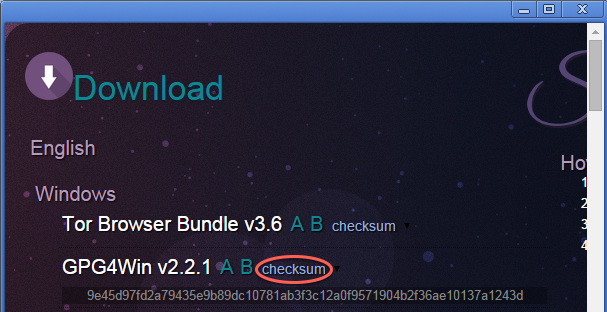 Download
English
How
1
2
Windows
3
Tor Browser Bundle v3.6 A B checksum
4
GPG4Win v2.2.1 A B checksum
9e45d97fd2a79435e9b89dc10781ab3f3c12a0f9571904b2f36ae10137a1243d